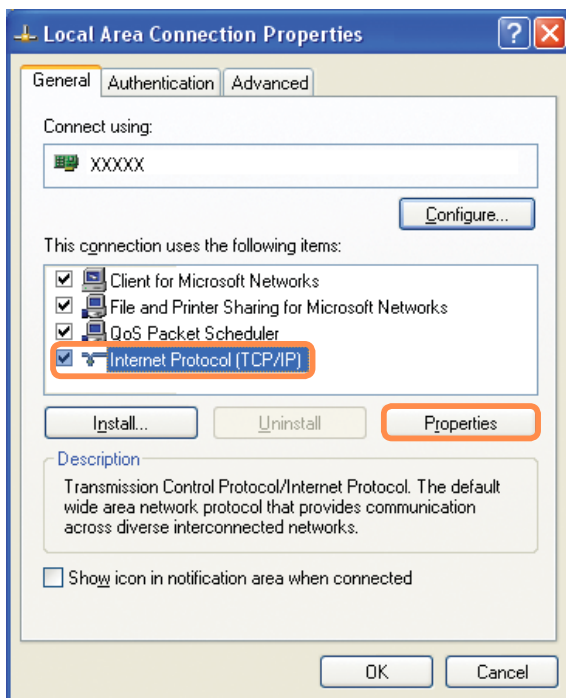 Local Area Connection Properties
General Authentication Advanced
Connect using:
XXXXX
Configure...
This connection uses the following items:
Client for Microsoft Networks
File and Printer Sharing for Microsoft Networks
QoS Packet Scheduler
Internet Protocol (TCP/IP)
Install... Uninstall Properties
Description
Transmission Control Protocol/Internet Protocol. The default
wide area network protocol that provides communication
across diverse interconnected networks.
Show icon in notification area when connected
OK Cancel